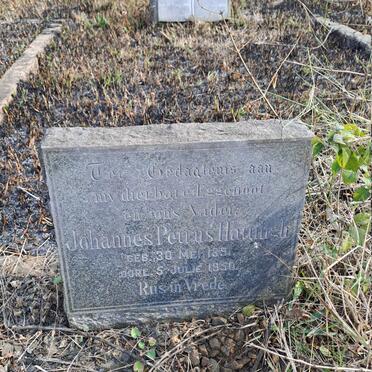 Ter Gedagtenis aan
my dierbare Eggenoot
en ons Vader
Johannes Petrus
GEB. 30 MEI
OORL. 5 JULIE 1950.
Rus in Vrede